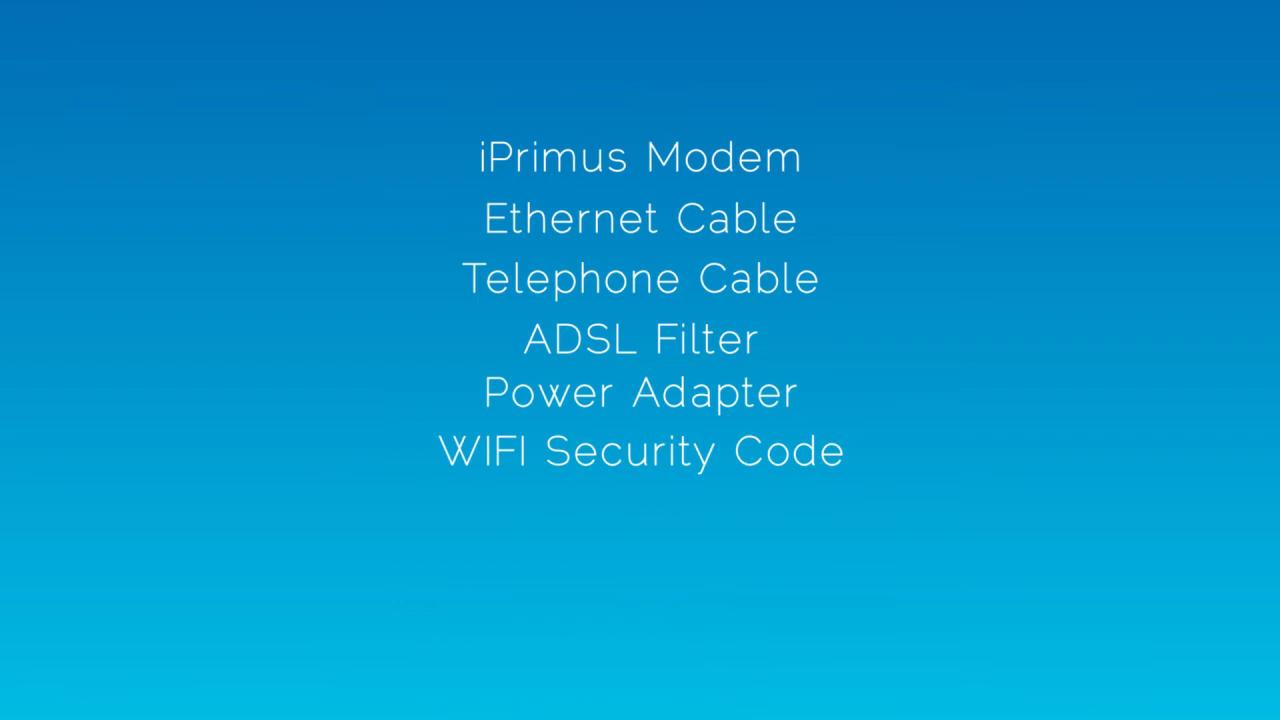 iPrimus Modem
Ethernet Cable
Telephone Cable
ADSL Filter
Power Adapter
WIFI Security Code